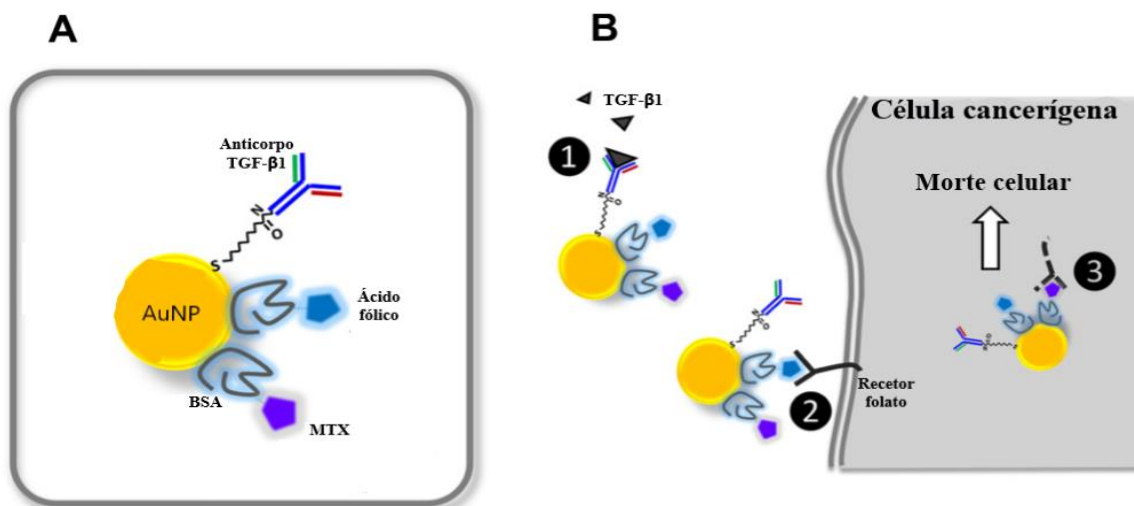 A
Anticorpo
TGF-β1
N
O
S
AuNP
Ácido
fólico
BSA
MTX
B
TGF-β1
1
N
O
S
Célula cancerígena
Morte celular
3
N
O
S
N
O
S
Recetor
folato
2